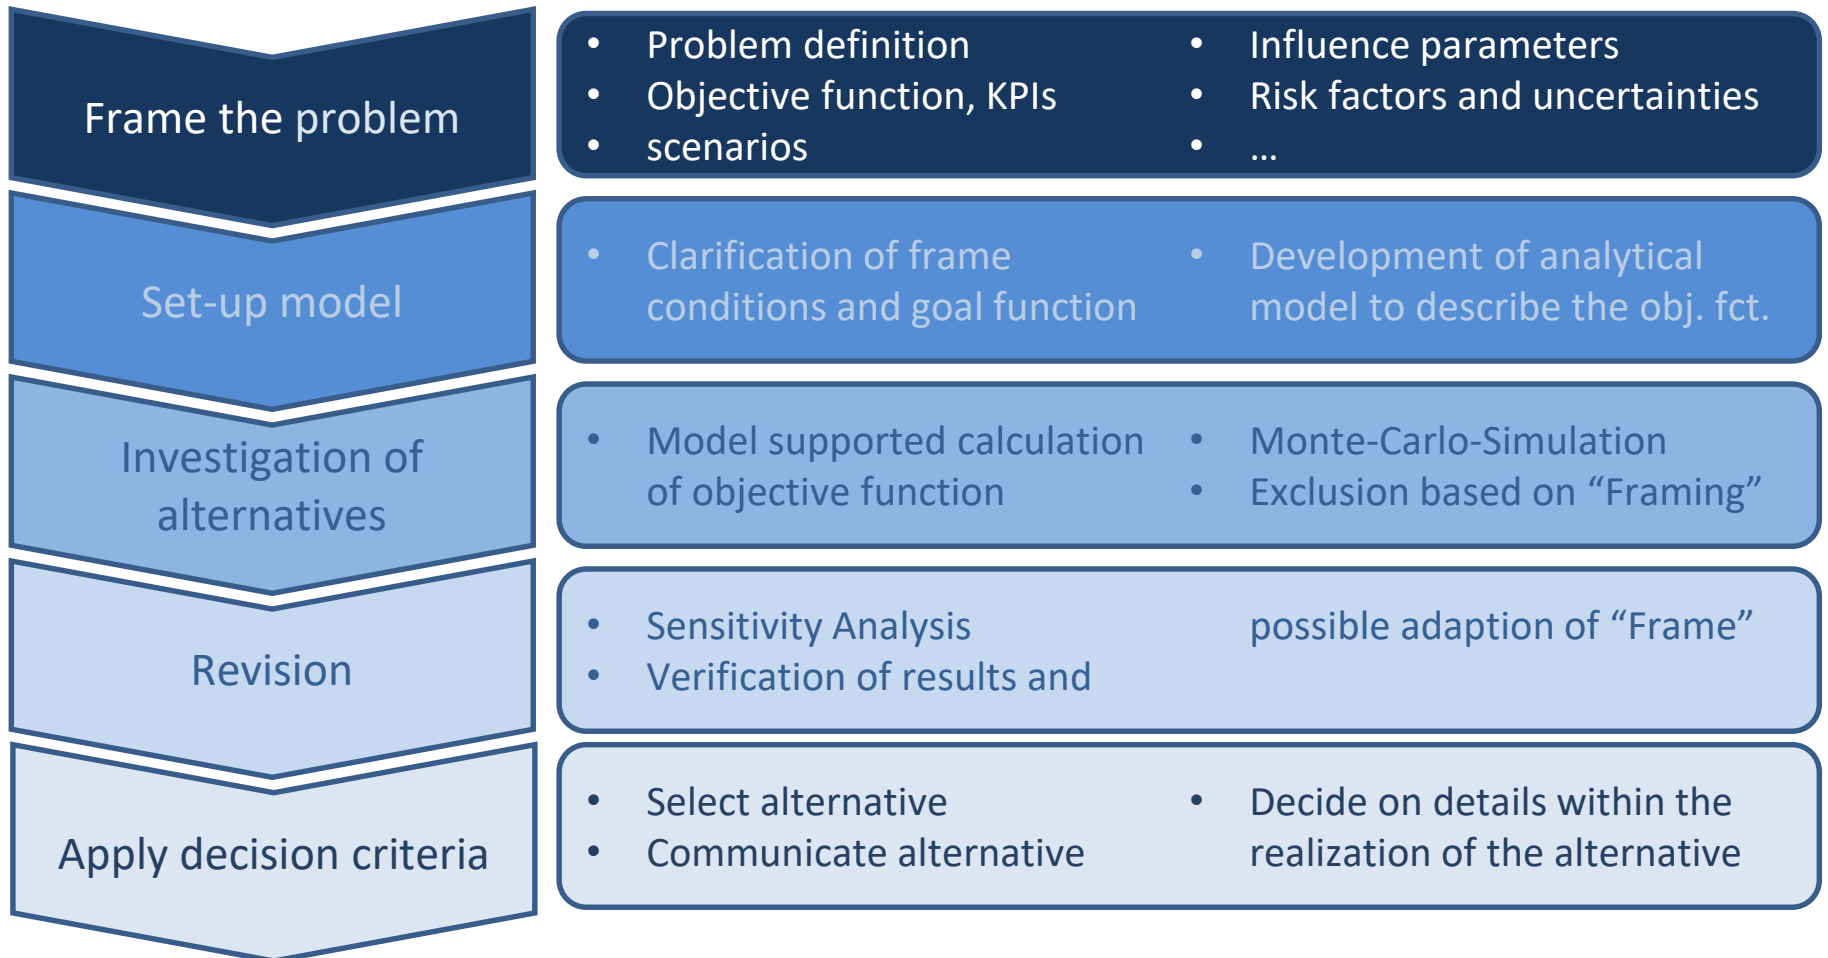 Frame the problem
• Problem definition
• Objective function, KPIs
• scenarios
• Influence parameters
• Risk factors and uncertainties
• …
Set-up model
• Clarification of frame
conditions and goal function
• Development of analytical
model to describe the obj. fct.
Investigation of
alternatives
• Model supported calculation
of objective function
• Monte-Carlo-Simulation
• Exclusion based on “Framing”
Revision
• Sensitivity Analysis
• Verification of results and
possible adaption of “Frame”
Apply decision criteria
• Select alternative
• Communicate alternative
• Decide on details within the
realization of the alternative